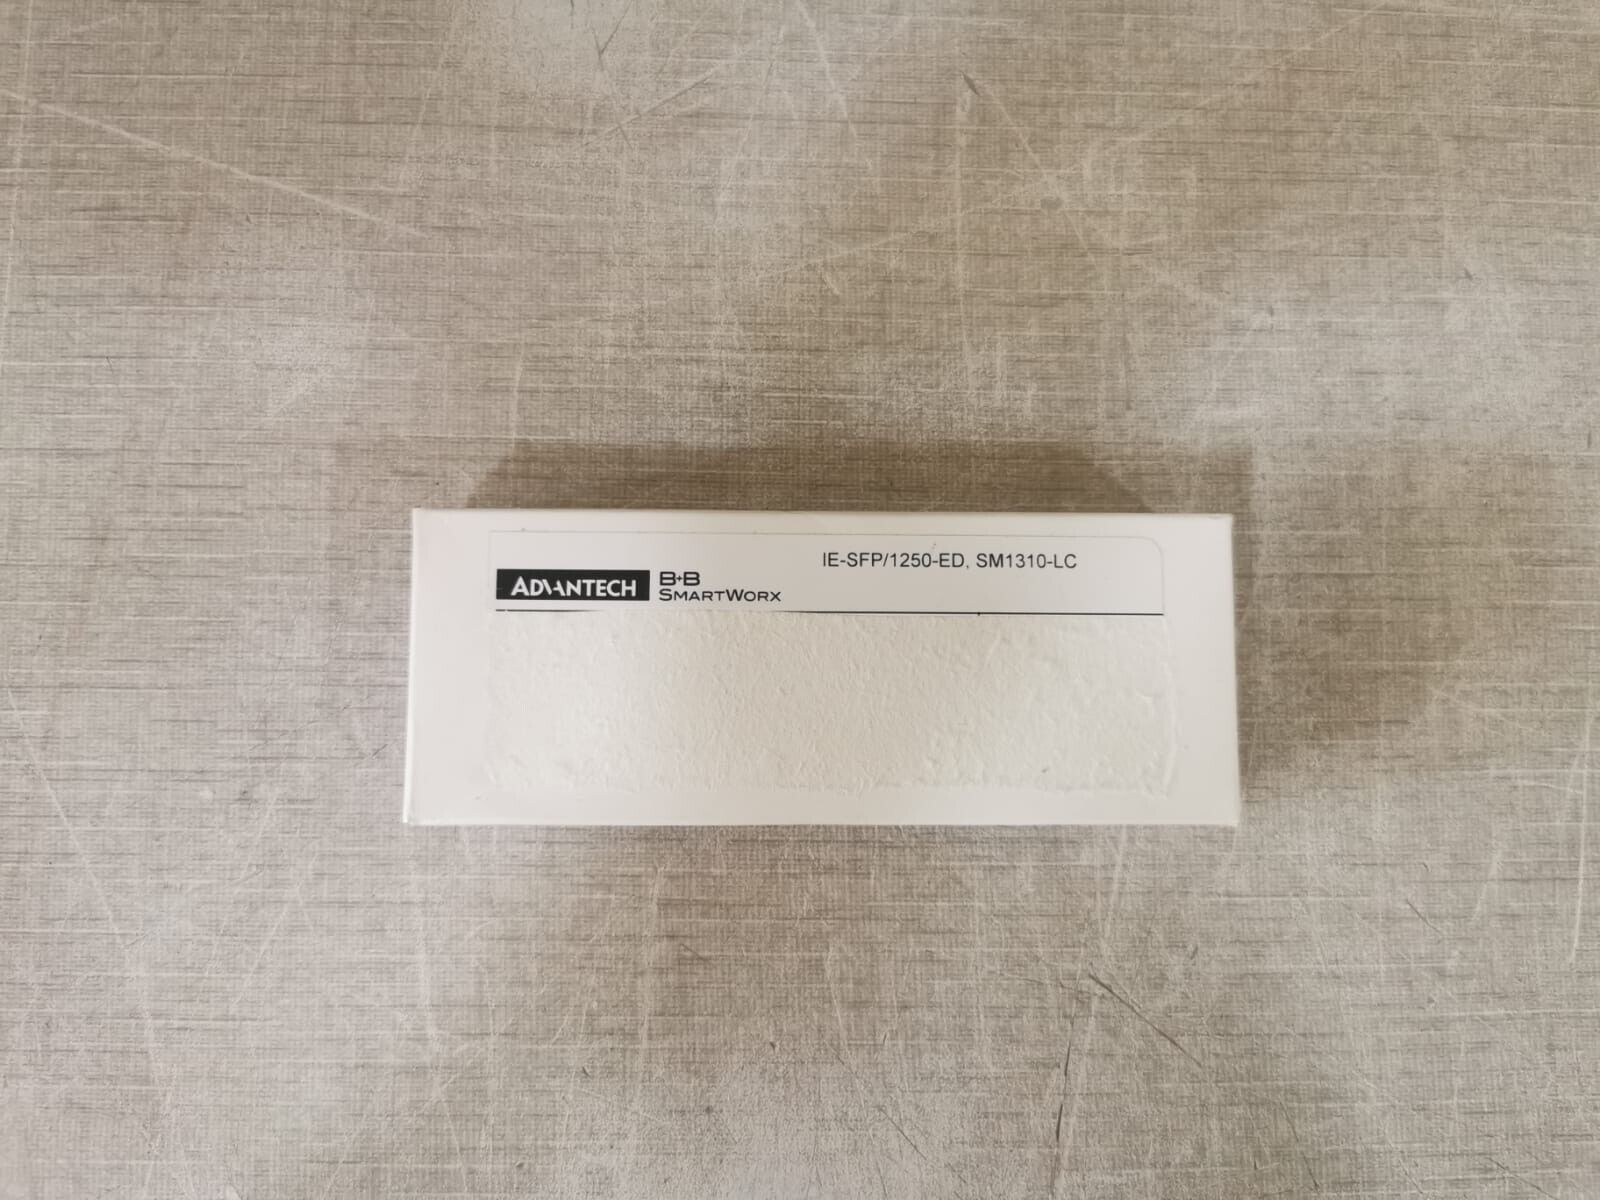 IE-SFP/1250-ED, SM1310-LC
ADVANTECH
B+B
SMARTWORX